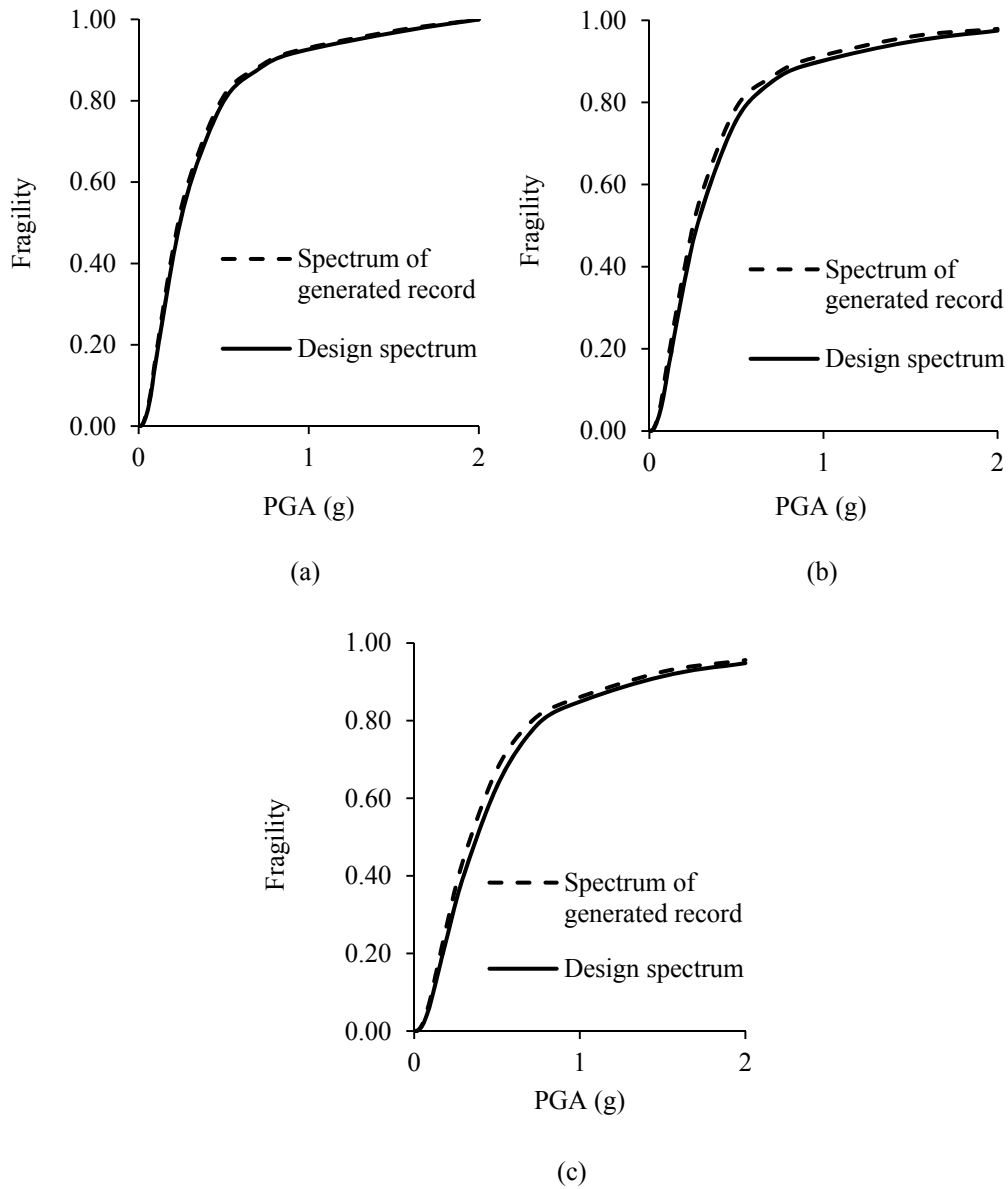 1.00
0.80
0.60
0.40
0.20
0.00
Fragility
Spectrum of
generated record
Design spectrum
0 1 2
PGA (g)
(a)
1.00
0.80
0.60
0.40
0.20
0.00
Fragility
Spectrum of
generated record
Design spectrum
0 1 2
PGA (g)
(b)
1.00
0.80
0.60
0.40
0.20
0.00
Fragility
Spectrum of
generated record
Design spectrum
0 1 2
PGA (g)
(c)